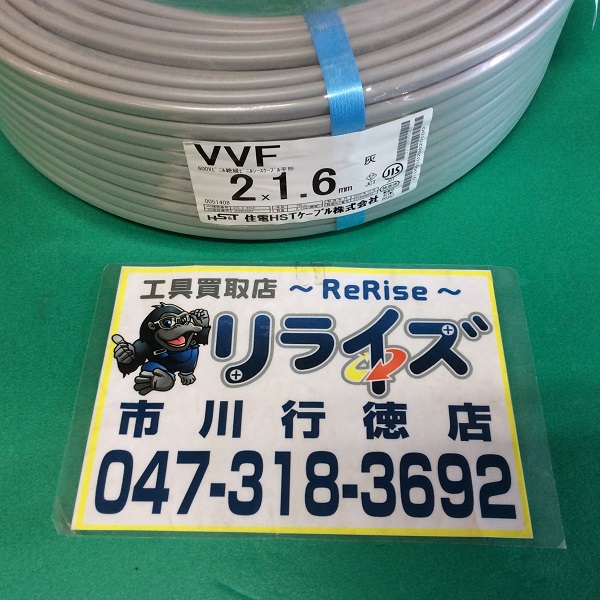 VVF
600Vビニル絶縁ビニルシースケーブル平形
灰
2×1.6mm
JIS
0051408
HST 住電HSTケーブル株式会社
工具買取店 ～ReRise～
リライズ
市川行徳店
047-318-3692